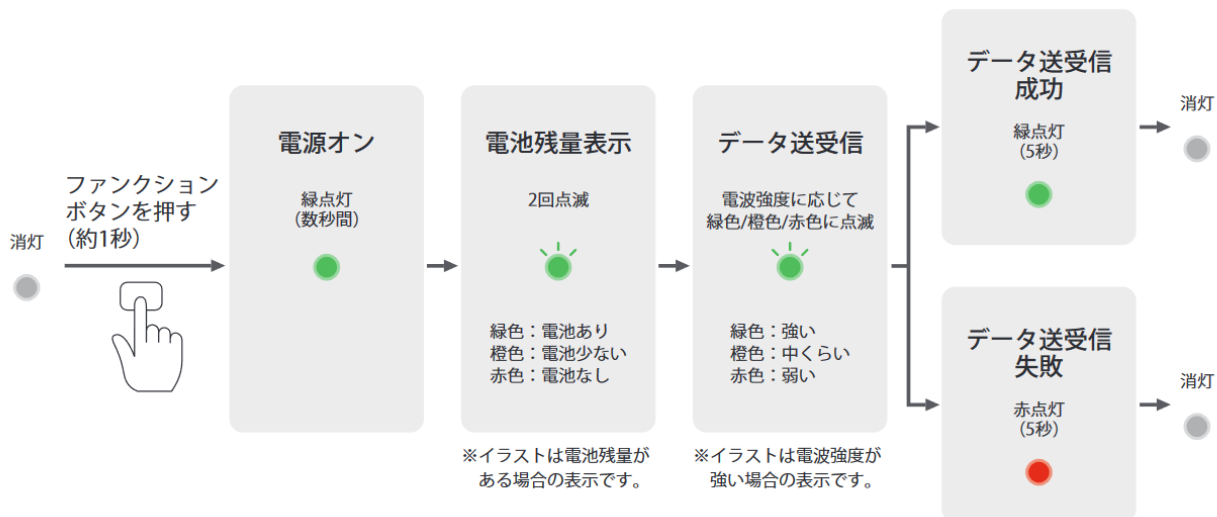 消灯
ファンクション
ボタンを押す
（約1秒）
電源オン
緑点灯
（数秒間）
電池残量表示
2回点滅
緑色：電池あり
橙色：電池少ない
赤色：電池なし
※イラストは電池残量が
ある場合の表示です。
データ送受信
電波強度に応じて
緑色/橙色/赤色に点滅
緑色：強い
橙色：中くらい
赤色：弱い
※イラストは電波強度が
強い場合の表示です。
データ送受信
成功
緑点灯
（5秒）
消灯
データ送受信
失敗
赤点灯
（5秒）
消灯